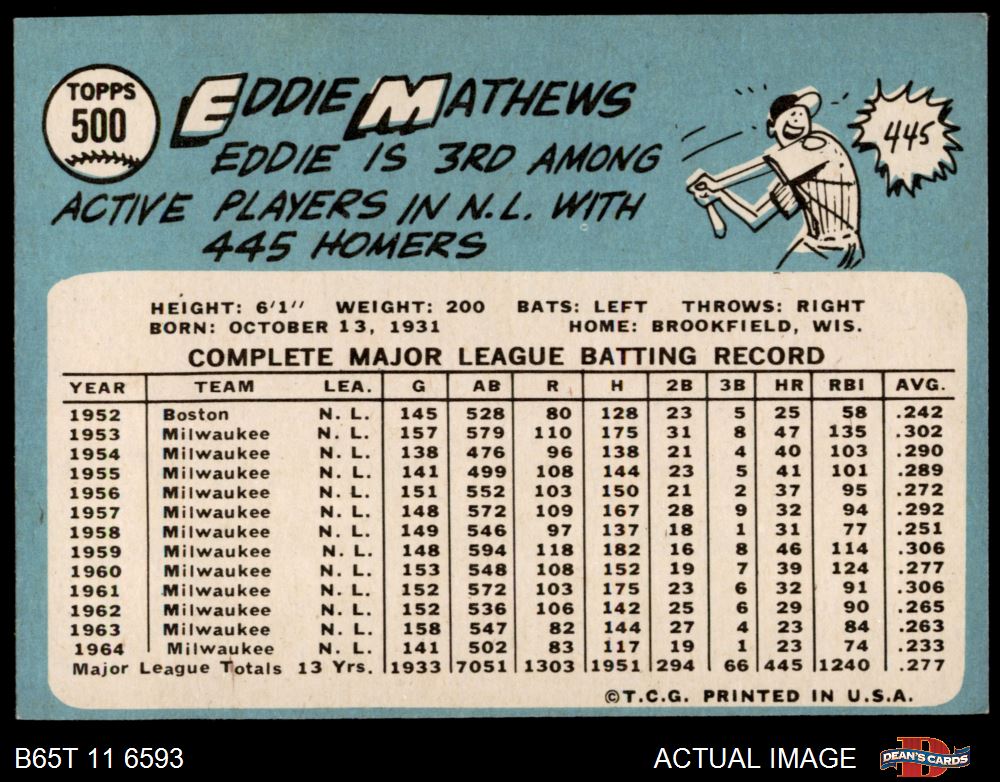 TOPPS
500
EDDIE MATHEWS
EDDIE IS 3RD AMONG
ACTIVE PLAYERS IN N.L. WITH
445 HOMERS
445
HEIGHT: 6'1" WEIGHT: 200 BATS: LEFT THROWS: RIGHT
BORN: OCTOBER 13, 1931 HOME: BROOKFIELD, WIS.
COMPLETE MAJOR LEAGUE BATTING RECORD
YEAR TEAM LEA. G AB R H 2B 3B HR RBI AVG.
1952 Boston N. L. 145 528 80 128 23 5 25 58 .242
1953 Milwaukee N. L. 157 579 110 175 31 8 47 135 .302
1954 Milwaukee N. L. 138 476 96 138 21 4 40 103 .290
1955 Milwaukee N. L. 141 499 108 144 23 5 41 101 .289
1956 Milwaukee N. L. 151 552 103 150 21 2 37 95 .272
1957 Milwaukee N. L. 148 572 109 167 28 9 32 94 .292
1958 Milwaukee N. L. 149 546 97 137 18 1 31 77 .251
1959 Milwaukee N. L. 148 594 118 182 16 8 46 114 .306
1960 Milwaukee N. L. 153 548 108 152 19 7 39 124 .277
1961 Milwaukee N. L. 152 572 103 175 23 6 32 91 .306
1962 Milwaukee N. L. 152 536 106 142 25 6 29 90 .265
1963 Milwaukee N. L. 158 547 82 144 27 4 23 84 .263
1964 Milwaukee N. L. 141 502 83 117 19 1 23 74 .233
Major League Totals 13 Yrs. 1933 7051 1303 1951 294 66 445 1240 .277
©T.C.G. PRINTED IN U.S.A.
B65T 11 6593 ACTUAL IMAGE DEAN'S CARDS